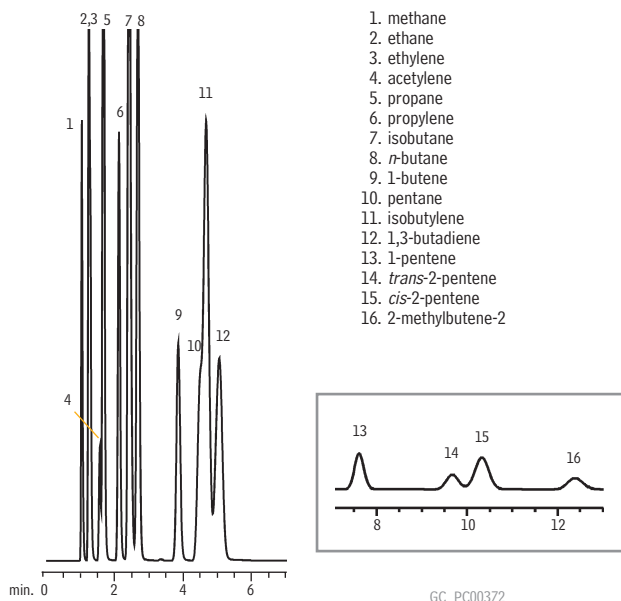 2,3 5 7 8
1
6
11
4
9
10
12
min. 0 2 4 6
1. methane
2. ethane
3. ethylene
4. acetylene
5. propane
6. propylene
7. isobutane
8. n-butane
9. 1-butene
10. pentane
11. isobutylene
12. 1,3-butadiene
13. 1-pentene
14. trans-2-pentene
15. cis-2-pentene
16. 2-methylbutene-2
13
14
15
16
8 10 12
GC_PC00372